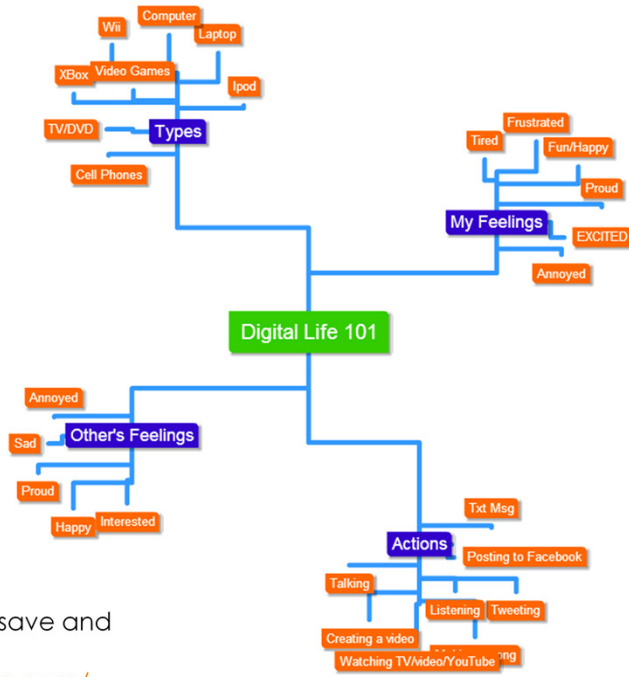 Wii
Computer
Laptop
XBox
Video Games
Ipod
TV/DVD
Types
Cell Phones
Frustrated
Tired
Fun/Happy
Proud
My Feelings
EXCITED
Annoyed
Digital Life 101
Annoyed
Sad
Other's Feelings
Proud
Happy
Interested
Txt Msg
Actions
Posting to Facebook
Talking
Listening
Tweeting
Creating a video
Watching TV/video/YouTube
save and